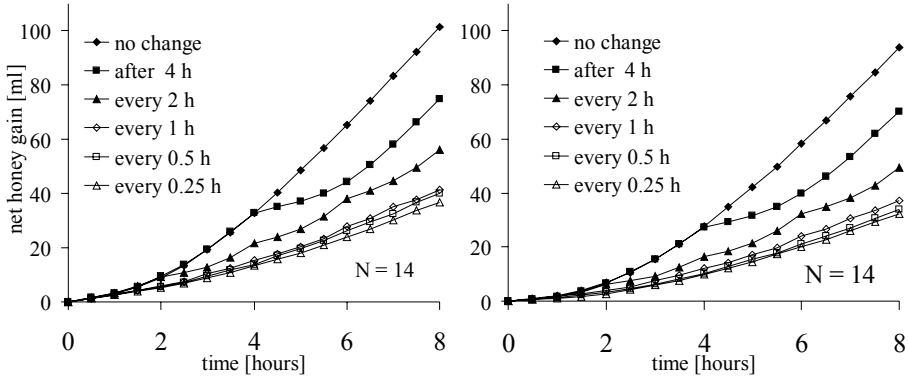 net honey gain [ml]
100
80
60
40
20
0
no change
after 4 h
every 2 h
every 1 h
every 0.5 h
every 0.25 h
N = 14
0 2 4 6 8
time [hours]
100
80
60
40
20
0
no change
after 4 h
every 2 h
every 1 h
every 0.5 h
every 0.25 h
N = 14
0 2 4 6 8
time [hours]